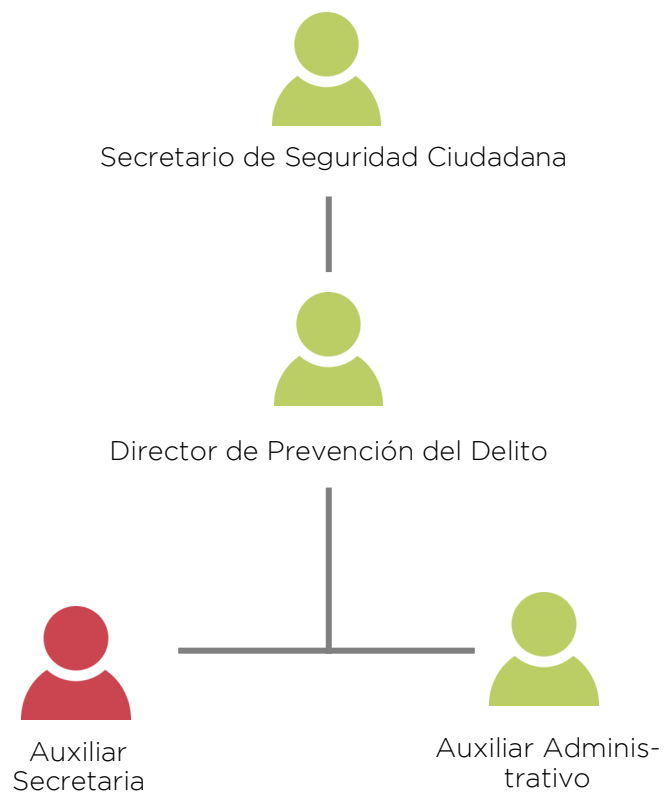 Secretario de Seguridad Ciudadana
Director de Prevención del Delito
Auxiliar
Secretaria
Auxiliar Adminis-
trativo